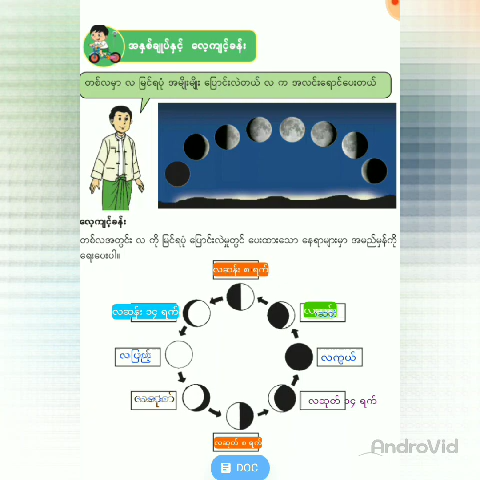 အနှစ်ချုပ်နှင့် လေ့ကျင့်ခန်း
တစ်လမှာ လ မြင်ရပုံ အမျိုးမျိုး ပြောင်းလဲတယ် လ က အလင်းရောင်ပေးတယ်
လေ့ကျင့်ခန်း
တစ်လအတွင်း လ ကို မြင်ရပုံ ပြောင်းလဲမှုတွင် ပေးထားသော နေရာများမှာ အမည်မှန်ကို
ရေးပေးပါ။
လဆန်း ၈ ရက်
လဆန်း ၁၄ ရက်
လပြည့်
လကွယ်
လဆုတ် ၁၄ ရက်
လဆုတ် ၈ ရက်
DOC
AndroVid